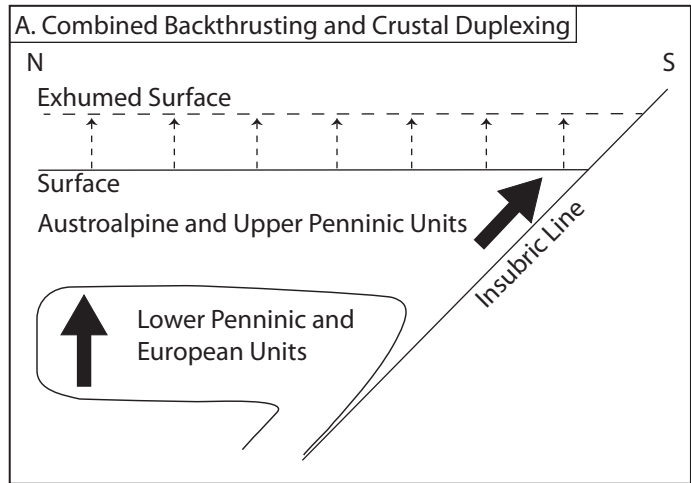 A. Combined Backthrusting and Crustal Duplexing
N
S
Exhumed Surface
Surface
Austroalpine and Upper Penninic Units
Insubric Line
Lower Penninic and
European Units